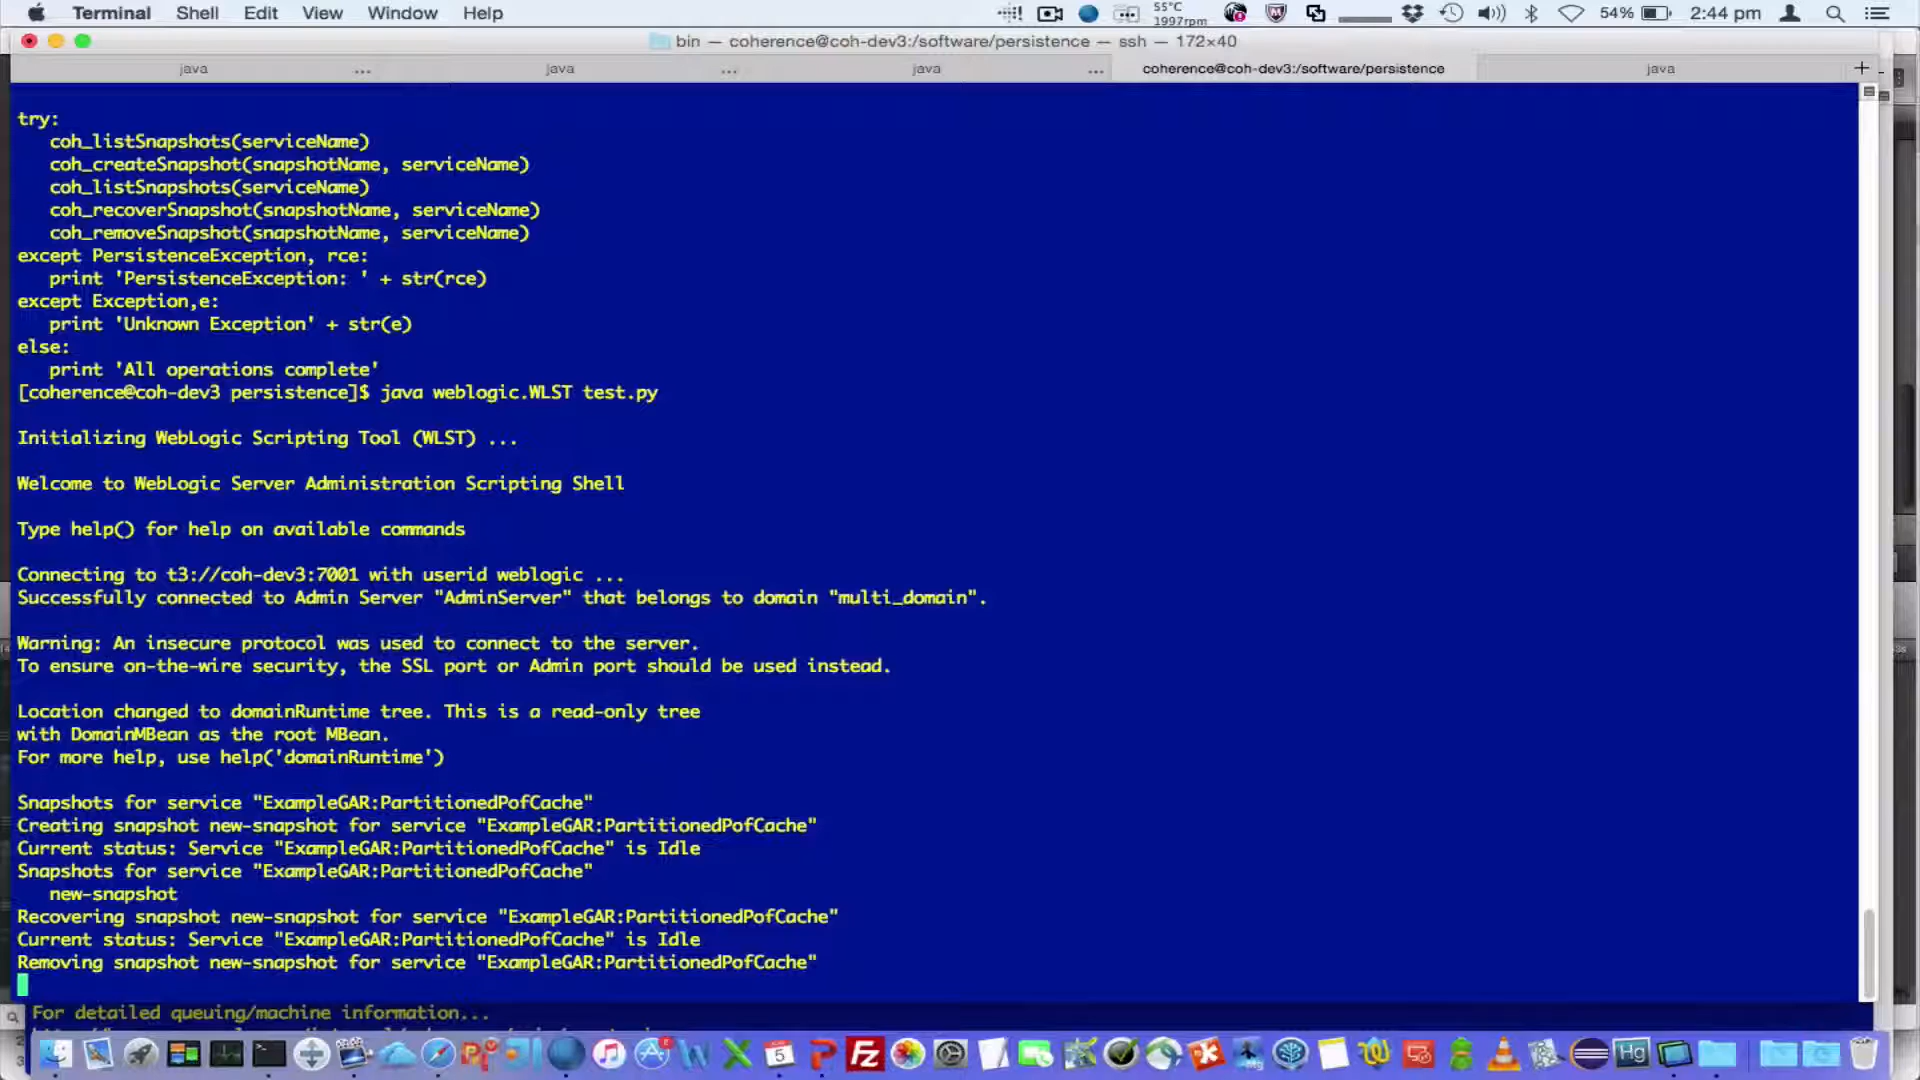 Terminal Shell Edit View Window Help 55°C 1997rpm 54% 2:44 pm
bin — coherence@coh-dev3:/software/persistence — ssh — 172×40
java ... java ... java ... coherence@coh-dev3:/software/persistence java +
try:
coh_listSnapshots(serviceName)
coh_createSnapshot(snapshotName, serviceName)
coh_listSnapshots(serviceName)
coh_recoverSnapshot(snapshotName, serviceName)
coh_removeSnapshot(snapshotName, serviceName)
except PersistenceException, rce:
print 'PersistenceException: ' + str(rce)
except Exception,e:
print 'Unknown Exception' + str(e)
else:
print 'All operations complete'
[coherence@coh-dev3 persistence]$ java weblogic.WLST test.py
Initializing WebLogic Scripting Tool (WLST) ...
Welcome to WebLogic Server Administration Scripting Shell
Type help() for help on available commands
Connecting to t3://coh-dev3:7001 with userid weblogic ...
Successfully connected to Admin Server "AdminServer" that belongs to domain "multi_domain".
Warning: An insecure protocol was used to connect to the server.
To ensure on-the-wire security, the SSL port or Admin port should be used instead.
Location changed to domainRuntime tree. This is a read-only tree
with DomainMBean as the root MBean.
For more help, use help('domainRuntime')
Snapshots for service "ExampleGAR:PartitionedPofCache"
Creating snapshot new-snapshot for service "ExampleGAR:PartitionedPofCache"
Current status: Service "ExampleGAR:PartitionedPofCache" is Idle
Snapshots for service "ExampleGAR:PartitionedPofCache"
new-snapshot
Recovering snapshot new-snapshot for service "ExampleGAR:PartitionedPofCache"
Current status: Service "ExampleGAR:PartitionedPofCache" is Idle
Removing snapshot new-snapshot for service "ExampleGAR:PartitionedPofCache"
For detailed queuing/machine information...